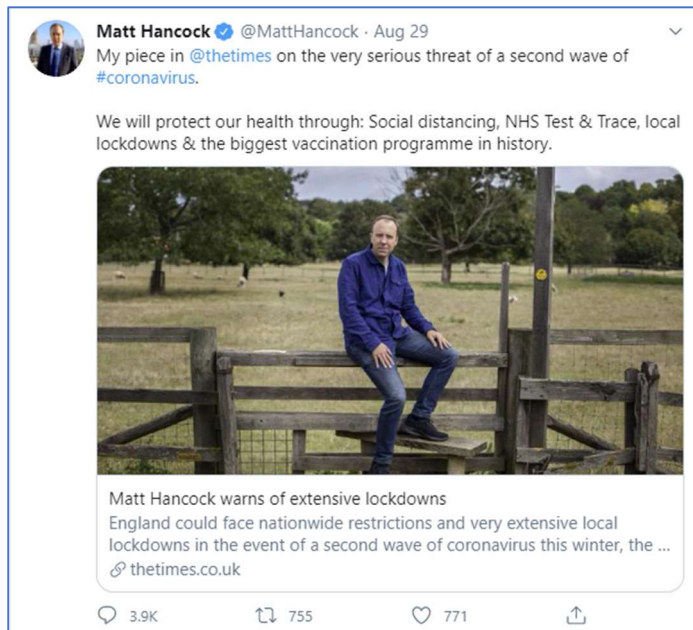 Matt Hancock @MattHancock · Aug 29
My piece in @thetimes on the very serious threat of a second wave of
#coronavirus.
We will protect our health through: Social distancing, NHS Test & Trace, local
lockdowns & the biggest vaccination programme in history.
Matt Hancock warns of extensive lockdowns
England could face nationwide restrictions and very extensive local
lockdowns in the event of a second wave of coronavirus this winter, the ...
thetimes.co.uk
3.9K 755 771